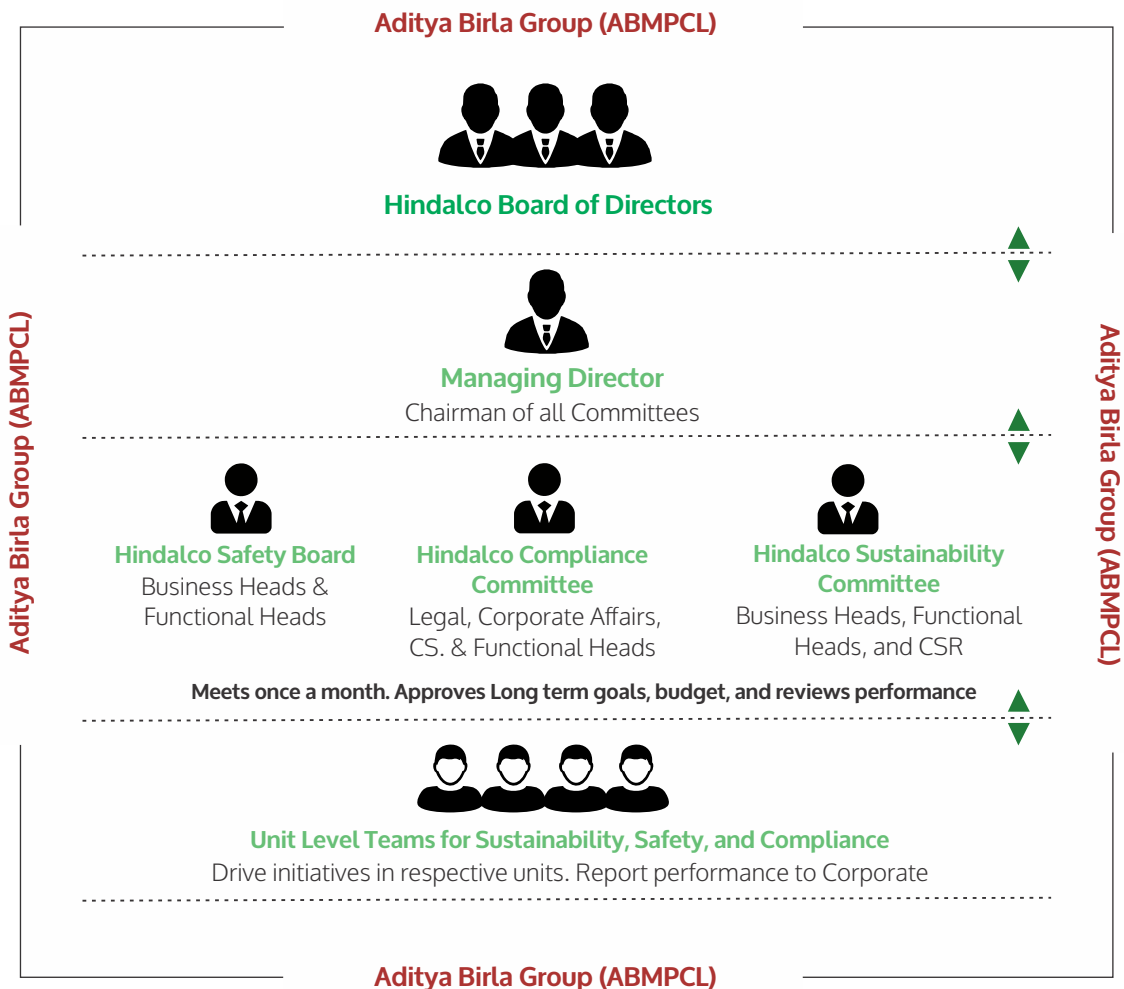 Aditya Birla Group (ABMPCL)
Hindalco Board of Directors
Aditya Birla Group (ABMPCL)
Aditya Birla Group (ABMPCL)
Managing Director
Chairman of all Committees
Hindalco Safety Board
Business Heads &
Functional Heads
Hindalco Compliance
Committee
Legal, Corporate Affairs,
CS. & Functional Heads
Hindalco Sustainability
Committee
Business Heads, Functional
Heads, and CSR
Meets once a month. Approves Long term goals, budget, and reviews performance
Unit Level Teams for Sustainability, Safety, and Compliance
Drive initiatives in respective units. Report performance to Corporate
Aditya Birla Group (ABMPCL)